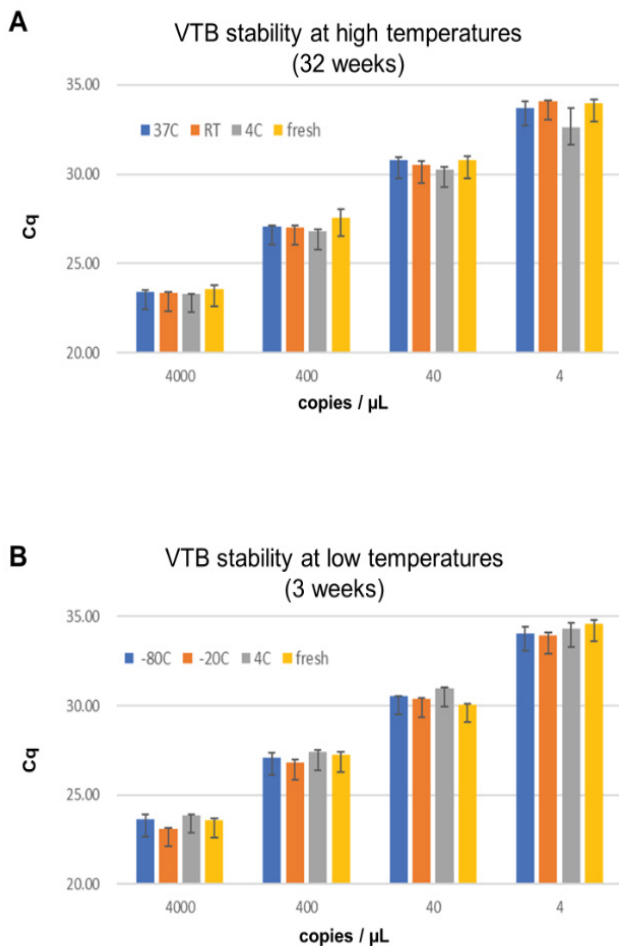 A
VTB stability at high temperatures
(32 weeks)
35.00
37C RT 4C fresh
30.00
Cq
25.00
20.00
4000 400 40 4
copies / µL
B
VTB stability at low temperatures
(3 weeks)
35.00
-80C -20C 4C fresh
30.00
Cq
25.00
20.00
4000 400 40 4
copies / µL